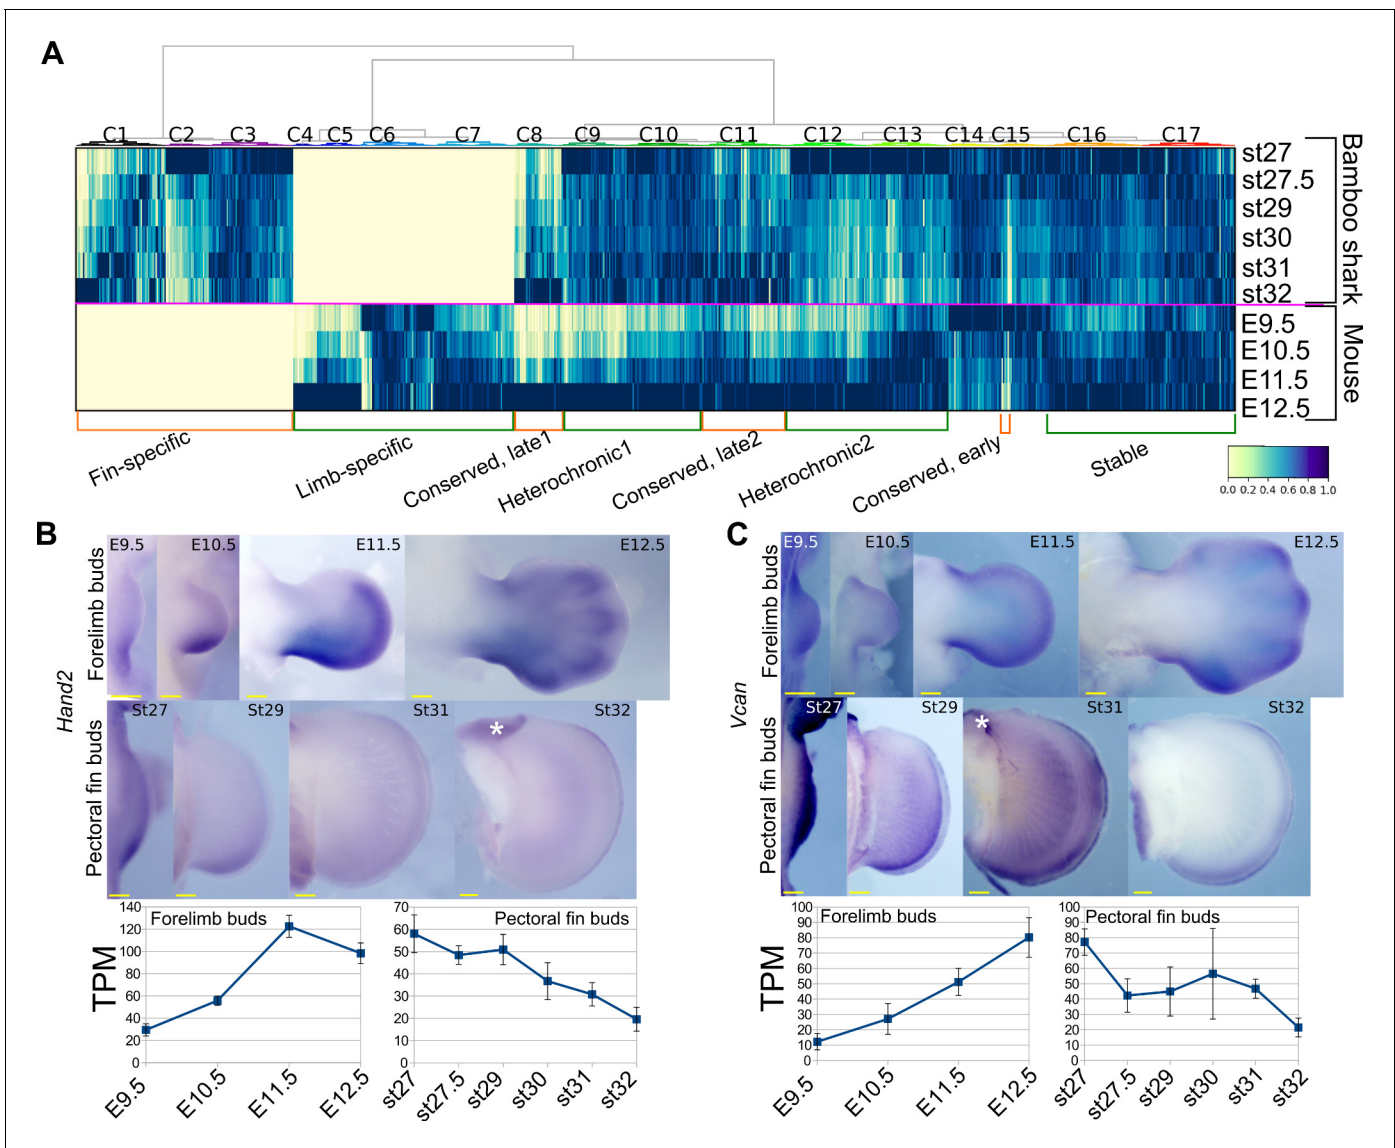 A
C1 C2 C3 C4 C5 C6 C7 C8 C9 C10 C11 C12 C13 C14 C15 C16 C17
st27
st27.5
st29
st30
st31
st32
Bamboo shark
E9.5
E10.5
E11.5
E12.5
Mouse
Fin-specific
Limb-specific
Conserved, late1
Heterochronic1
Conserved, late2
Heterochronic2
Conserved, early
Stable
0.0 0.2 0.4 0.6 0.8 1.0
B
Hand2
Forelimb buds
E9.5 E10.5 E11.5 E12.5
Pectoral fin buds
St27 St29 St31 St32
*
TPM
Forelimb buds
140
120
100
80
60
40
20
0
E9.5 E10.5 E11.5 E12.5
Pectoral fin buds
70
60
50
40
30
20
10
0
st27 st27.5 st29 st30 st31 st32
C
Vcan
Forelimb buds
E9.5 E10.5 E11.5 E12.5
Pectoral fin buds
St27 St29 St31 St32
*
TPM
Forelimb buds
100
90
80
70
60
50
40
30
20
10
0
E9.5 E10.5 E11.5 E12.5
Pectoral fin buds
100
90
80
70
60
50
40
30
20
10
0
st27 st27.5 st29 st30 st31 st32